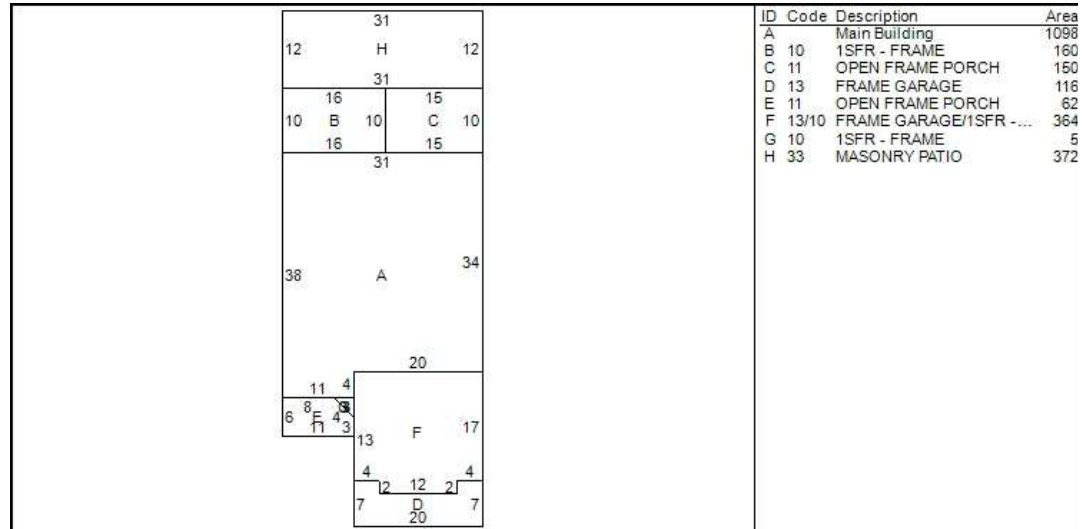 31
12 H 12
31
16 15
10 B 10 C 10
16 15
31
38 A 34
20
11 4
8
6 E 4
11 3
13 F 17
4 12 4
2 2
7 D 7
20
ID Code Description Area
A Main Building 1098
B 10 1SFR - FRAME 160
C 11 OPEN FRAME PORCH 150
D 13 FRAME GARAGE 116
E 11 OPEN FRAME PORCH 62
F 13/10 FRAME GARAGE/1SFR -... 364
G 10 1SFR - FRAME 5
H 33 MASONRY PATIO 372